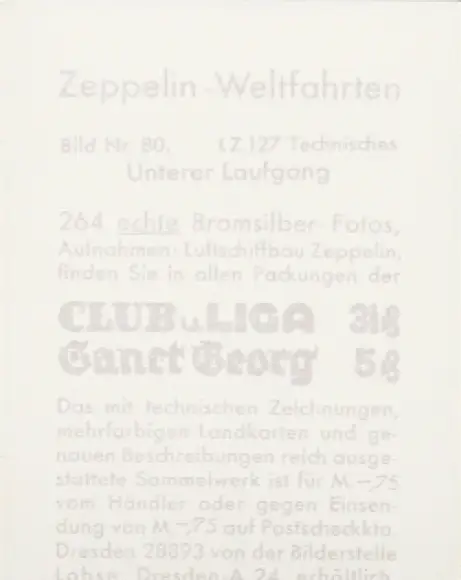 Zeppelin-Weltfahrten
Bild Nr. 80. LZ 127 Technisches
Unterer Laufgang
264 echte Bromsilber-Fotos,
Aufnahmen: Luftschiffbau Zeppelin,
finden Sie in allen Packungen der
CLUB u. LIGA
Sanct Georg 5₰
Das mit technischen Zeichnungen,
mehrfarbigen Landkarten und ge-
nauen Beschreibungen reich ausge-
stattete Sammelwerk ist für M. -,75
vom Händler oder gegen Einsen-
dung von M. -,75 auf Postscheckkto.
Dresden 28893 von der Bilderstelle
Lohse, Dresden-A 24, erhältlich.